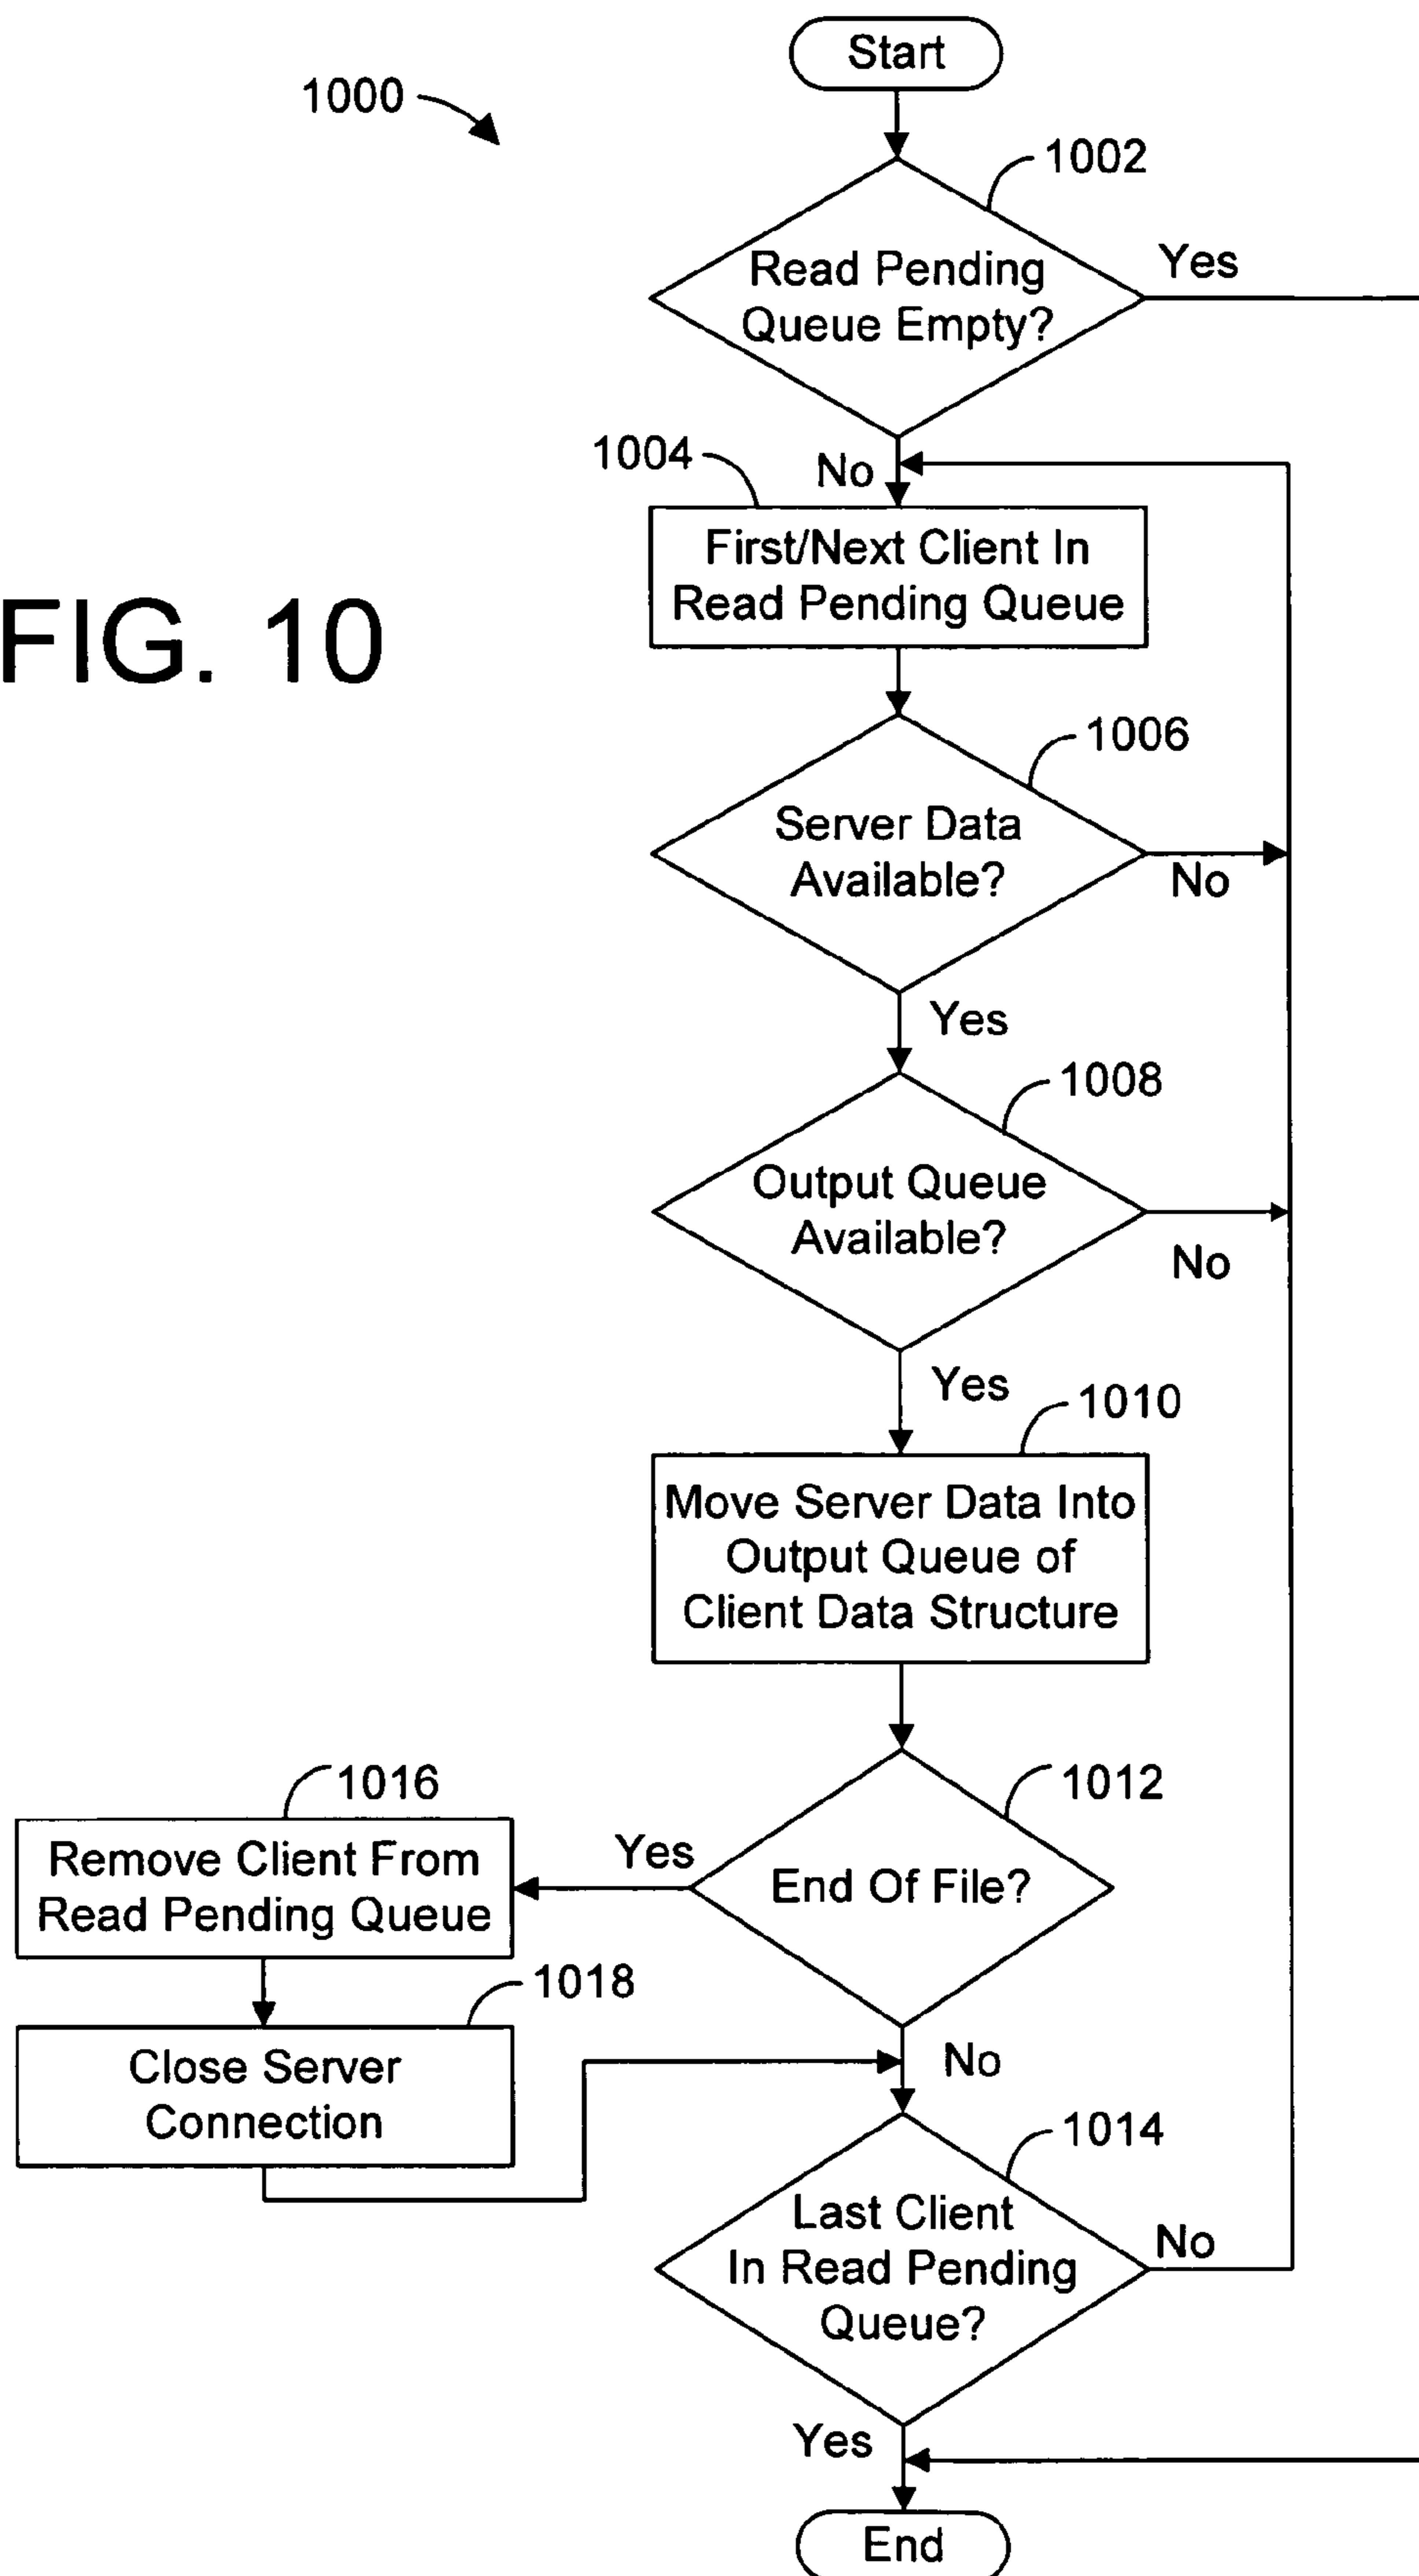 Start
1000
1002
Read Pending
Queue Empty?
Yes
1004
No
First/Next Client In
Read Pending Queue
FIG. 10
1006
Server Data
Available?
No
Yes
1008
Output Queue
Available?
No
Yes
1010
Move Server Data Into
Output Queue of
Client Data Structure
1016
1012
Remove Client From
Read Pending Queue
Yes
End Of File?
1018
Close Server
Connection
No
1014
Last Client
In Read Pending
Queue?
No
Yes
End